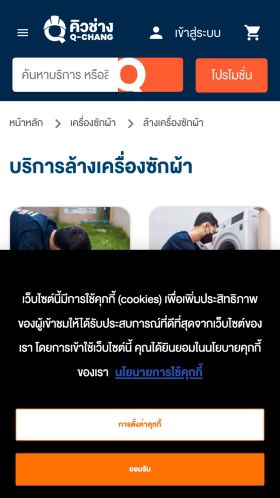 คิวช่าง
Q-CHANG
เข้าสู่ระบบ
ค้นหาบริการ หรือสิ่
โปรโมชั่น
หน้าหลัก > เครื่องซักผ้า > ล้างเครื่องซักผ้า
บริการล้างเครื่องซักผ้า
เว็บไซต์นี้มีการใช้คุกกี้ (cookies) เพื่อเพิ่มประสิทธิภาพ
ของผู้เข้าชมให้ได้รับประสบการณ์ที่ดีที่สุดจากเว็บไซต์ของ
เรา โดยการเข้าใช้เว็บไซต์นี้ คุณได้ยินยอมในนโยบายคุกกี้
ของเรา นโยบายการใช้คุกกี้
การตั้งค่าคุกกี้
ยอมรับ